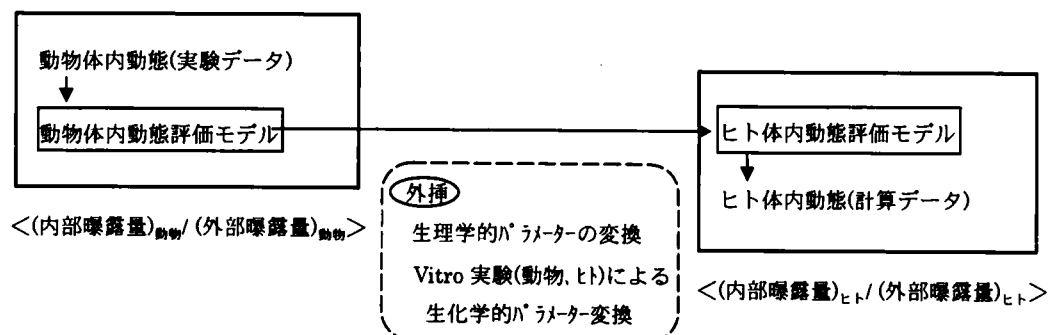 動物体内動態(実験データ)
動物体内動態評価モデル
<(内部曝露量)動物/ (外部曝露量)動物>
外挿
生理学的パラメーターの変換
Vitro 実験(動物、ヒト)による
生化学的パラメーター変換
ヒト体内動態評価モデル
ヒト体内動態(計算データ)
<(内部曝露量)ヒト/ (外部曝露量)ヒト>